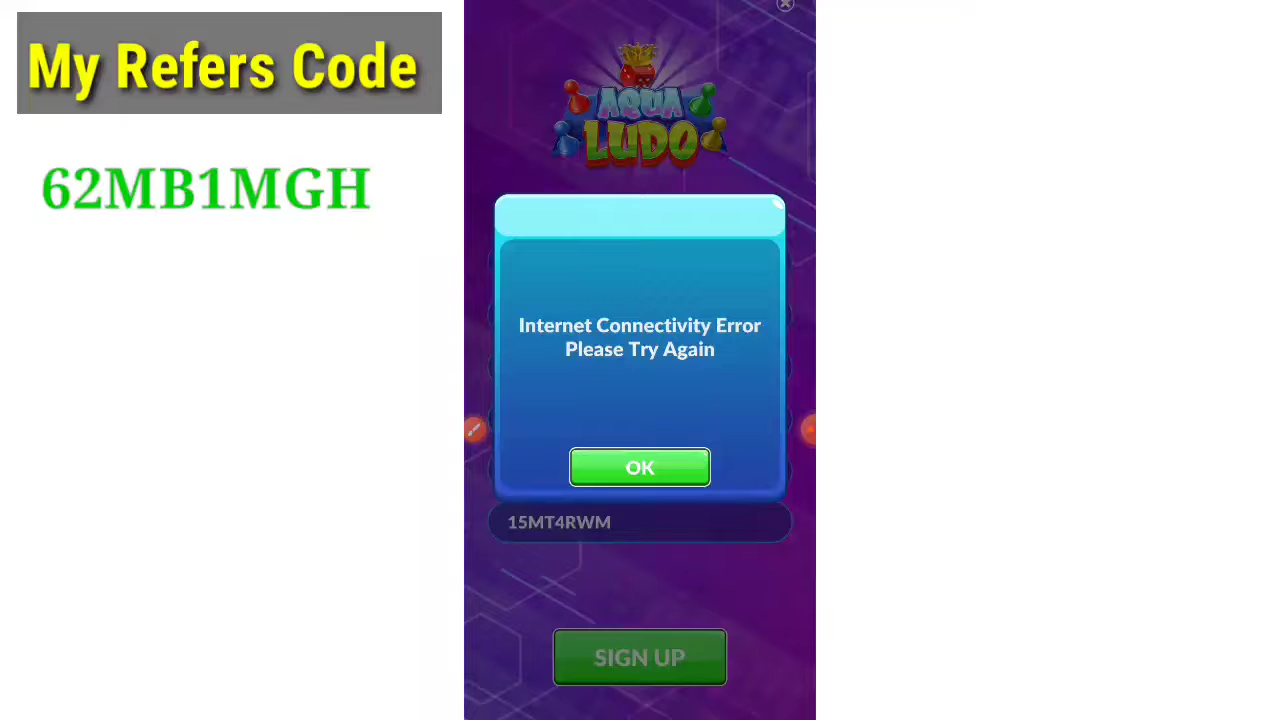 My Refers Code
62MB1MGH
AQUA
LUDO
Internet Connectivity Error
Please Try Again
OK
15MT4RWM
SIGN UP